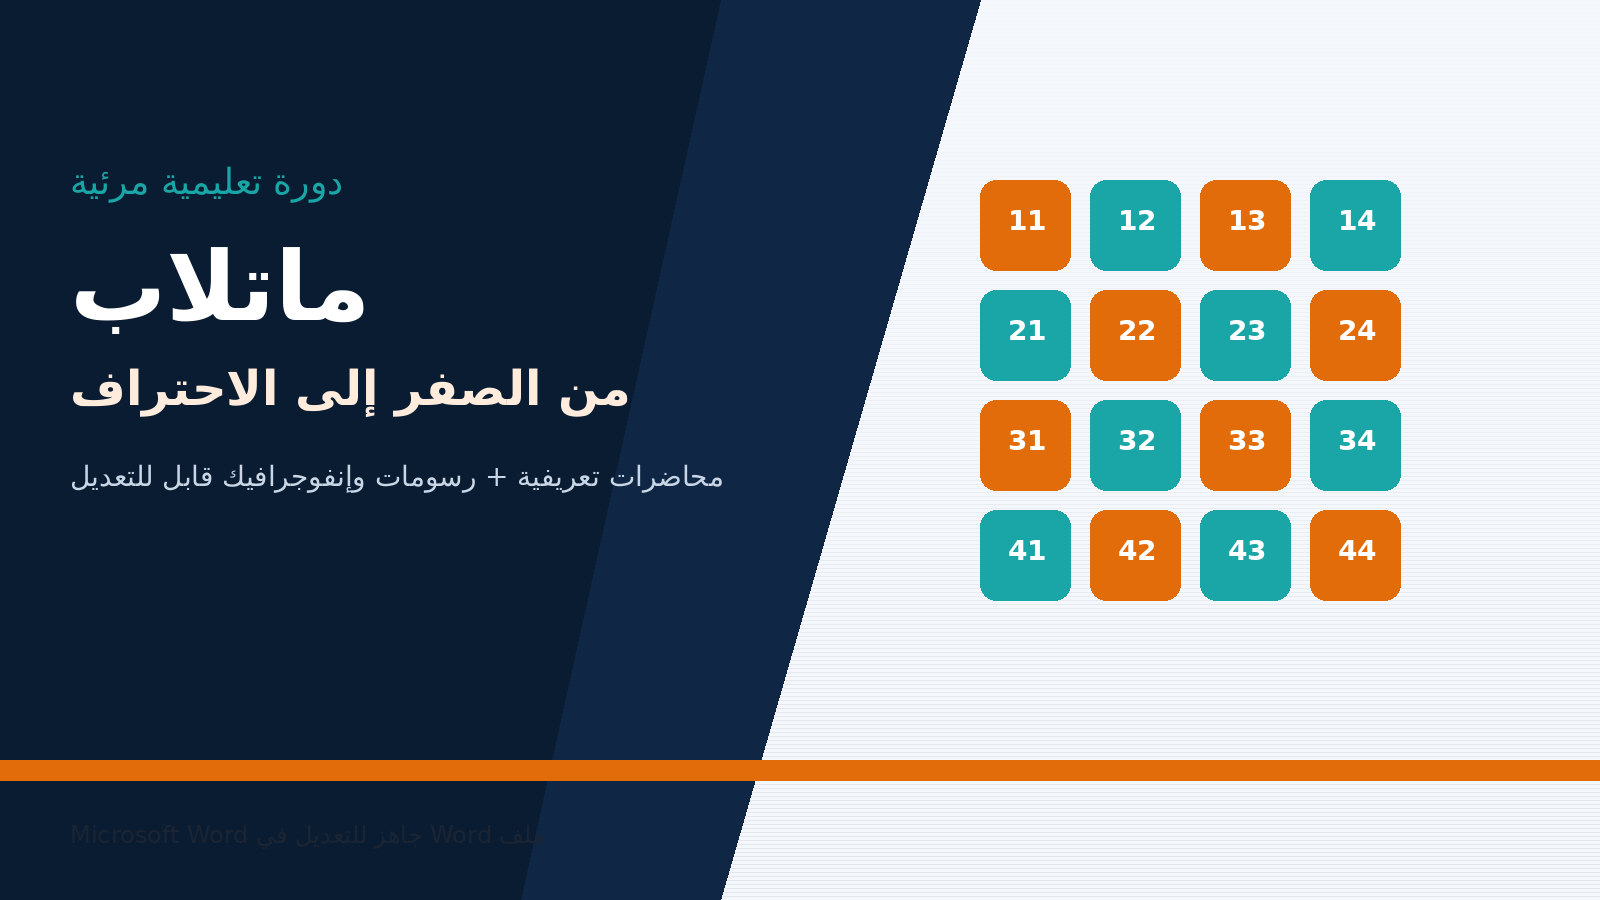 دورة تعليمية مرئية
ماتلاب
من الصفر إلى الاحتراف
محاضرات تعريفية + رسومات وإنفوجرافيك قابل للتعديل
11 12 13 14
21 22 23 24
31 32 33 34
41 42 43 44
ملف Word جاهز للتعديل في Microsoft Word